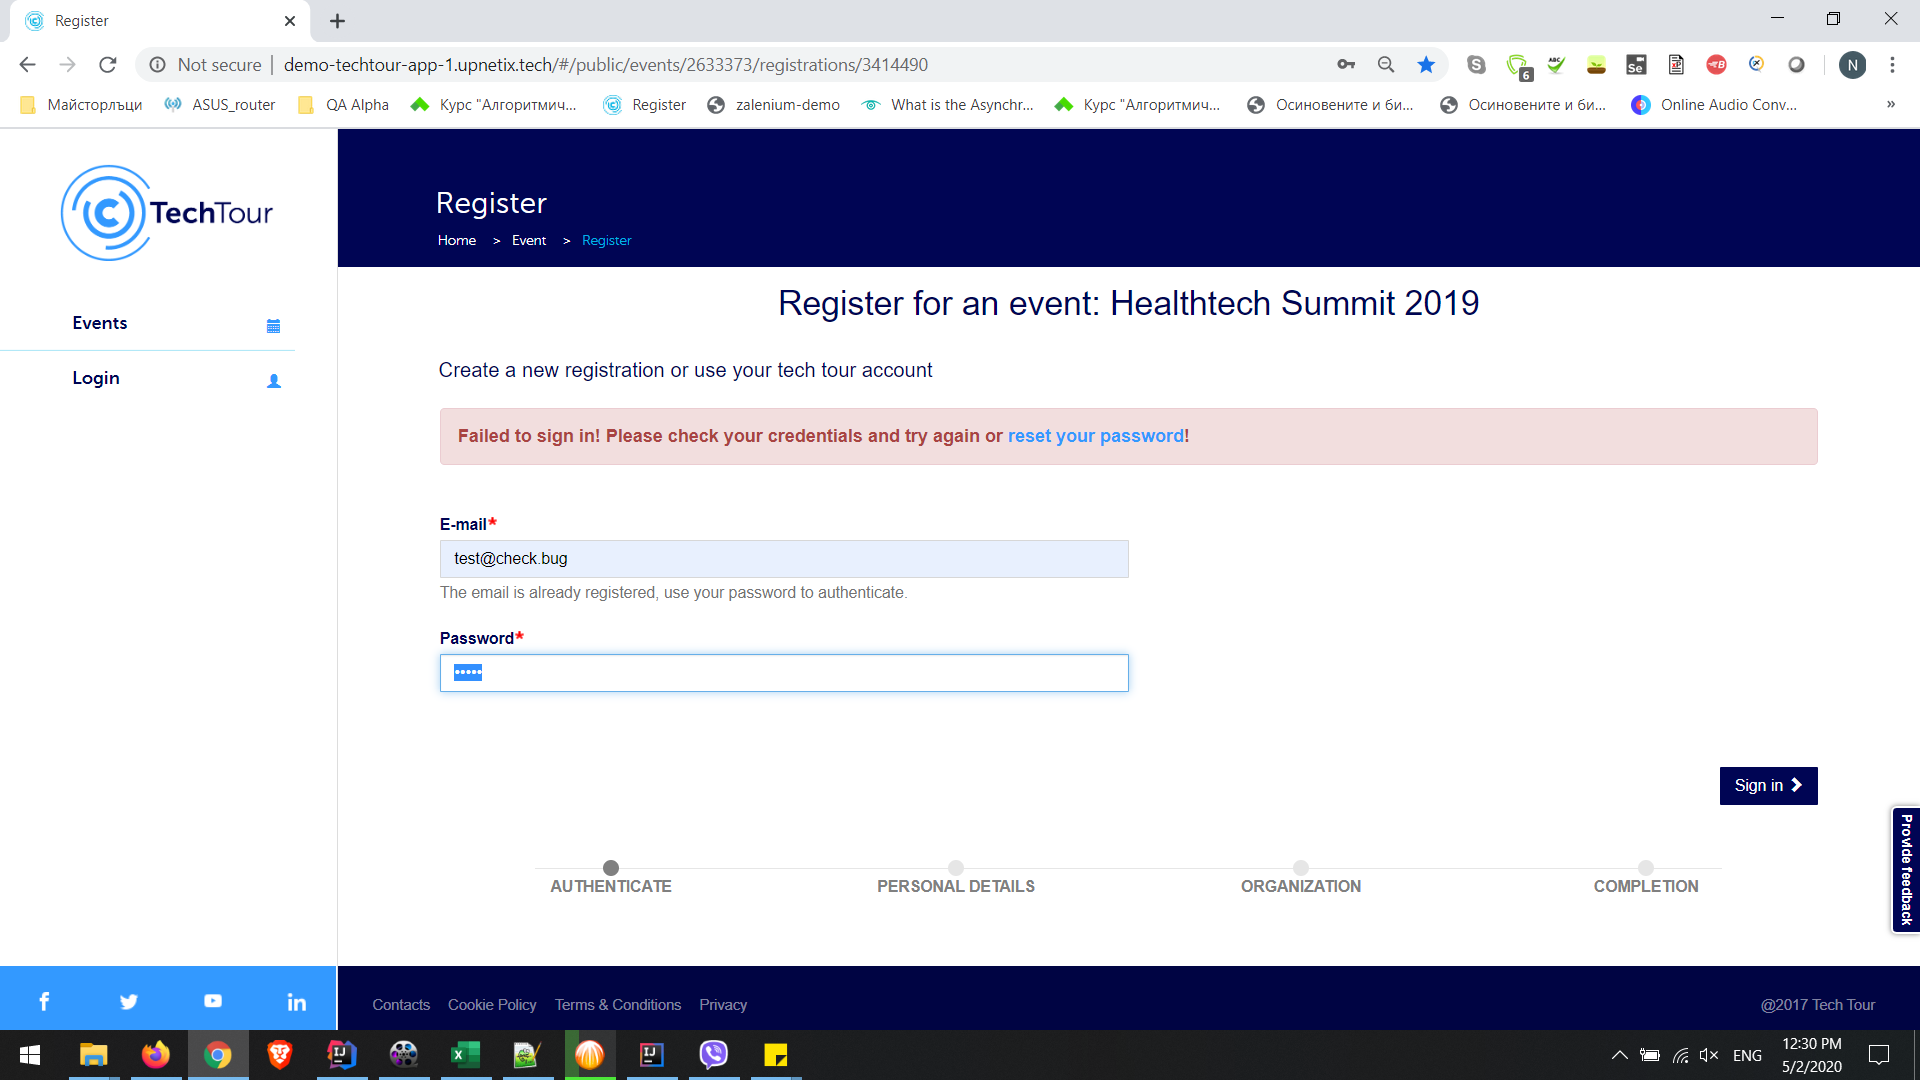 Register
Not secure
demo-techtour-app-1.upnetix.tech/#/public/events/2633373/registrations/3414490
6
ABC
Se
B
N
Майсторлъци
ASUS_router
QA Alpha
Курс "Алгоритмич...
Register
zalenium-demo
What is the Asynchr...
Курс "Алгоритмич...
Осиновените и би...
Осиновените и би...
Online Audio Conv...
»
TechTour
Events
Login
Register
Home > Event > Register
Register for an event: Healthtech Summit 2019
Create a new registration or use your tech tour account
Failed to sign in! Please check your credentials and try again or reset your password!
E-mail*
test@check.bug
The email is already registered, use your password to authenticate.
Password*
•••••
Sign in
Provide feedback
AUTHENTICATE
PERSONAL DETAILS
ORGANIZATION
COMPLETION
Contacts
Cookie Policy
Terms & Conditions
Privacy
@2017 Tech Tour
IJ
IJ
ENG
12:30 PM
5/2/2020